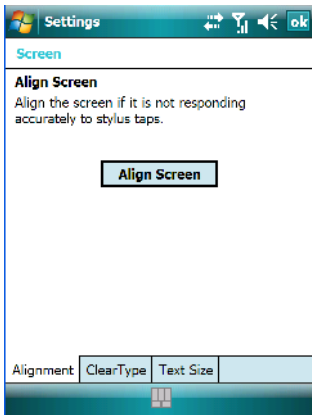 Settings
ok
Screen
Align Screen
Align the screen if it is not responding
accurately to stylus taps.
Align Screen
Alignment ClearType Text Size